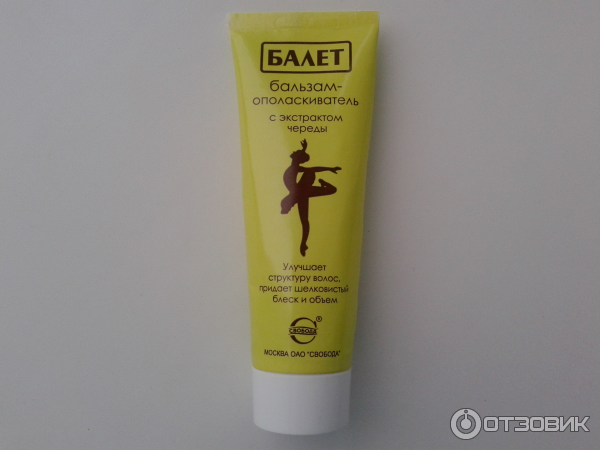 БАЛЕТ
бальзам-
ополаскиватель
с экстрактом
череды
Улучшает
структуру волос,
придает шелковистый
блеск и объем
СВОБОДА ®
МОСКВА ОАО "СВОБОДА"
ОТЗОВИК